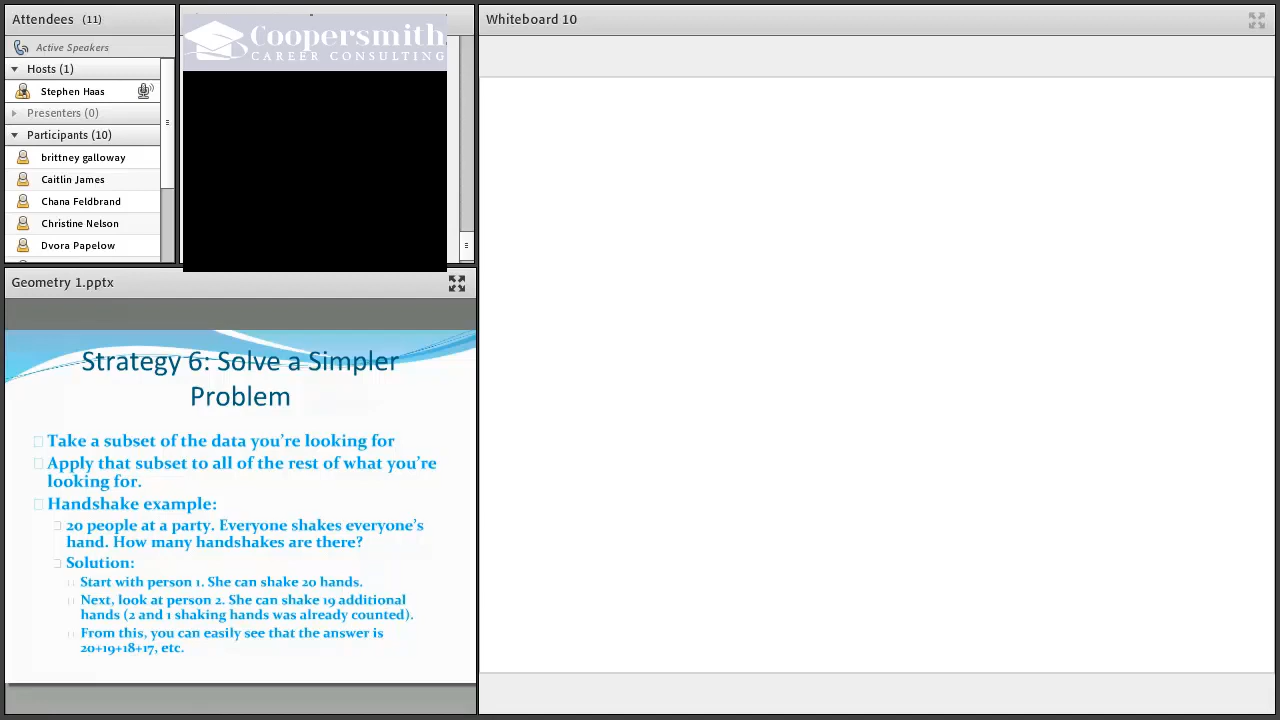 Attendees (11)
Active Speakers
Hosts (1)
Stephen Haas
Presenters (0)
Participants (10)
brittney galloway
Caitlin James
Chana Feldbrand
Christine Nelson
Dvora Papelow
Coopersmith
CAREER CONSULTING
Geometry 1.pptx
Strategy 6: Solve a Simpler
Problem
Take a subset of the data you’re looking for
Apply that subset to all of the rest of what you’re
looking for.
Handshake example:
20 people at a party. Everyone shakes everyone’s
hand. How many handshakes are there?
Solution:
Start with person 1. She can shake 20 hands.
Next, look at person 2. She can shake 19 additional
hands (2 and 1 shaking hands was already counted).
From this, you can easily see that the answer is
20+19+18+17, etc.
Whiteboard 10